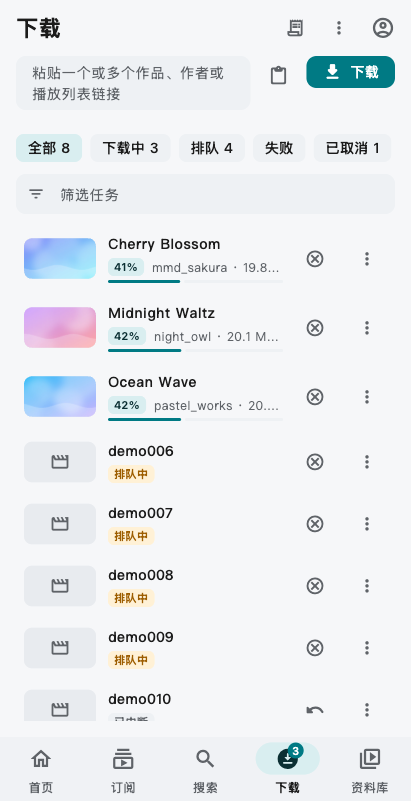 下载
粘贴一个或多个作品、作者或
播放列表链接
下载
全部 8
下载中 3
排队 4
失败
已取消 1
筛选任务
Cherry Blossom
41% mmd_sakura · 19.8...
Midnight Waltz
42% night_owl · 20.1 M...
Ocean Wave
42% pastel_works · 20....
demo006
排队中
demo007
排队中
demo008
排队中
demo009
排队中
demo010
3
首页
订阅
搜索
下载
资料库